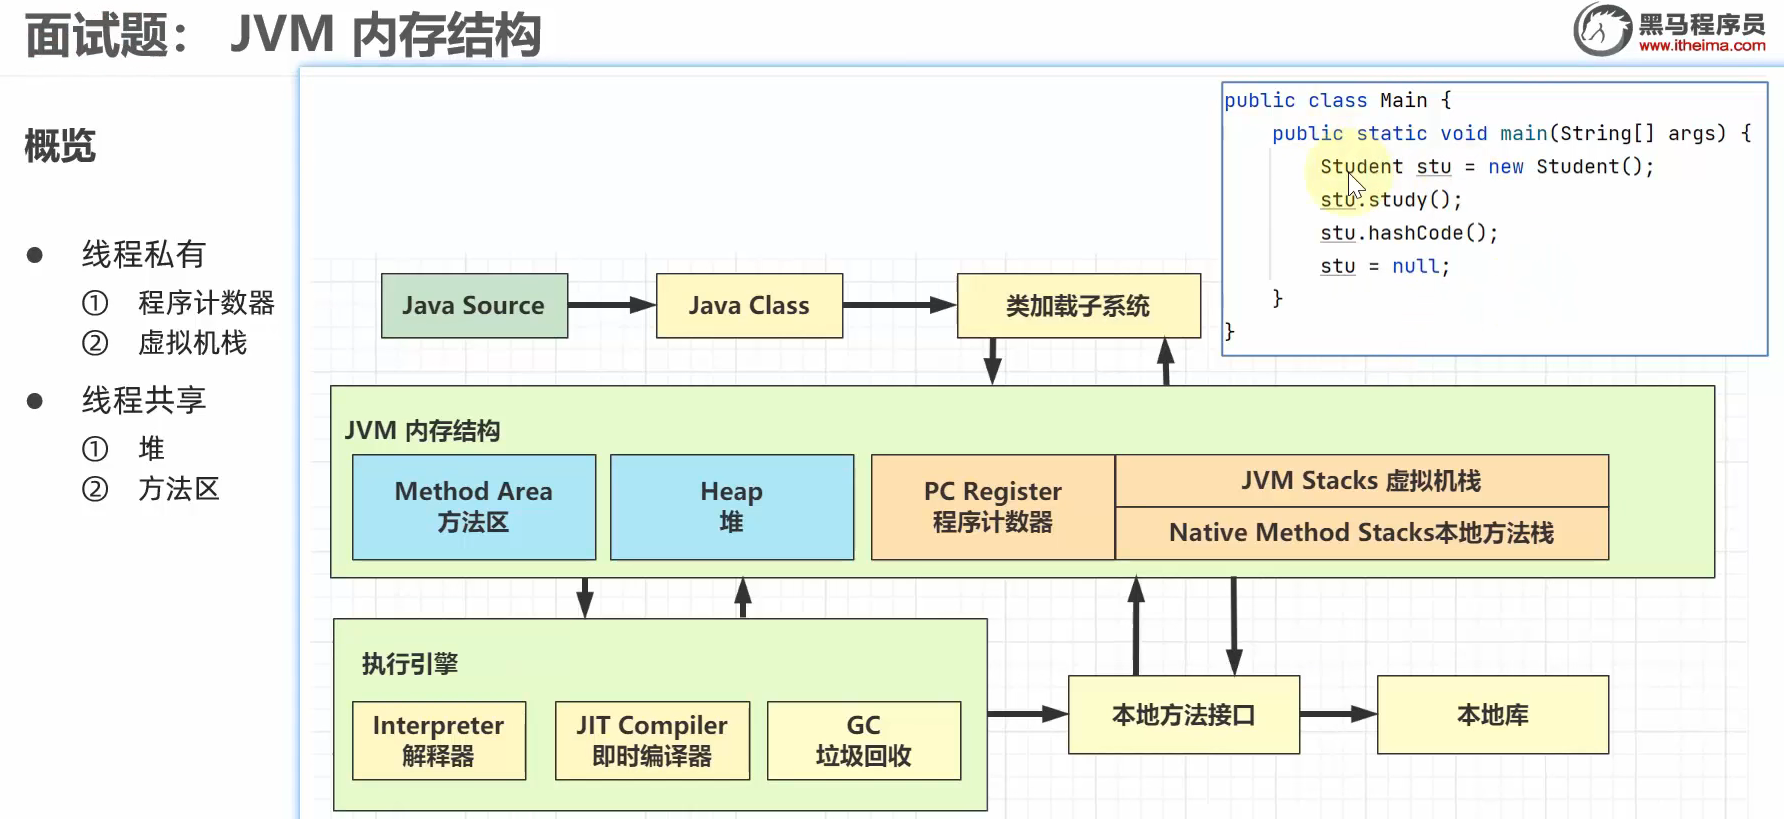 面试题： JVM 内存结构
黑马程序员
www.itheima.com
概览
● 线程私有
① 程序计数器
② 虚拟机栈
● 线程共享
① 堆
② 方法区
public class Main {
public static void main(String[] args) {
Student stu = new Student();
stu.study();
stu.hashCode();
stu = null;
}
}
Java Source
Java Class
类加载子系统
JVM 内存结构
Method Area
方法区
Heap
堆
PC Register
程序计数器
JVM Stacks 虚拟机栈
Native Method Stacks本地方法栈
执行引擎
Interpreter
解释器
JIT Compiler
即时编译器
GC
垃圾回收
本地方法接口
本地库